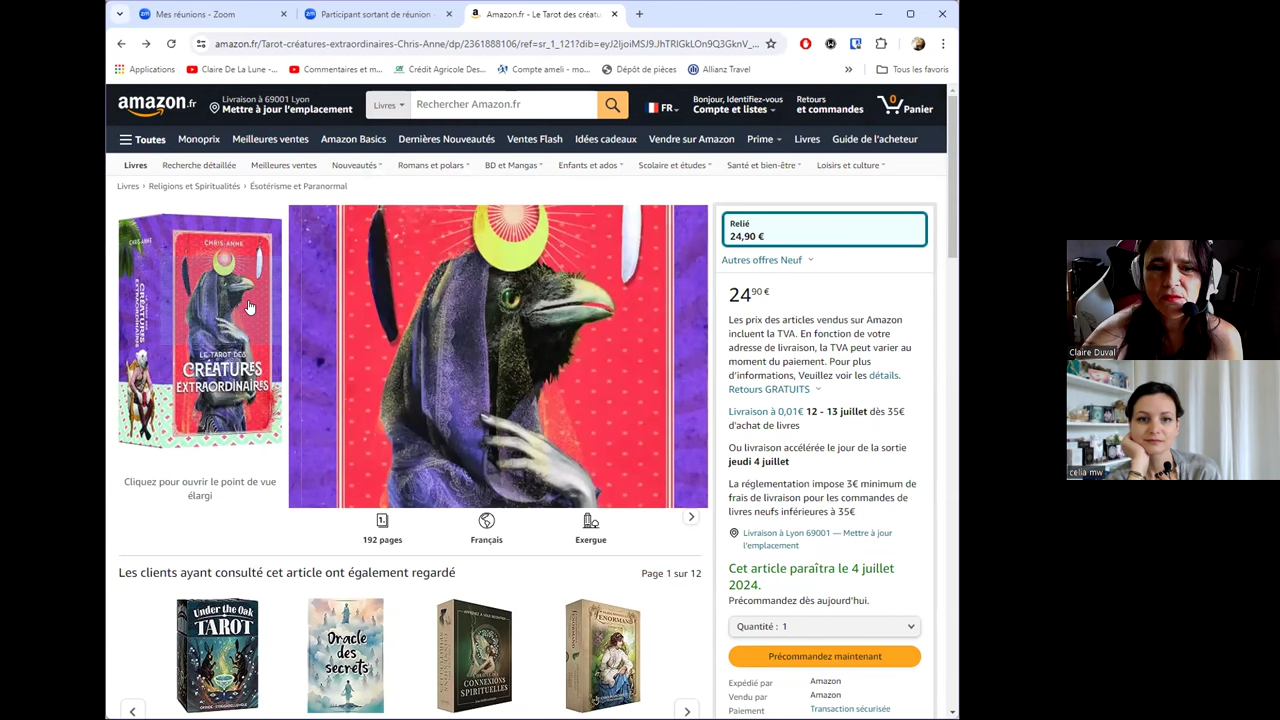 Mes réunions - Zoom
Participant sortant de réunion -
Amazon.fr - Le Tarot des créatu
amazon.fr/Tarot-créatures-extraordinaires-Chris-Anne/dp/2361888106/ref=sr_1_121?dib=
Applications
Claire De La Lune -...
Commentaires et m...
Crédit Agricole Des...
Compte ameli - mo...
Dépôt de pièces
Allianz Travel
»
Tous les favoris
amazon.fr
Livraison à 69001 Lyon
Mettre à jour l'emplacement
Livres
Rechercher Amazon.fr
FR
Bonjour, Identifiez-vous
Compte et listes
Retours
et commandes
0
Panier
Toutes
Monoprix
Meilleures ventes
Amazon Basics
Dernières Nouveautés
Ventes Flash
Idées cadeaux
Vendre sur Amazon
Prime
Livres
Guide de l'acheteur
Livres
Recherche détaillée
Meilleures ventes
Nouveautés
Romans et polars
BD et Mangas
Enfants et ados
Scolaire et études
Santé et bien-être
Loisirs et culture
Livres › Religions et Spiritualités › Ésotérisme et Paranormal
CHRIS-ANNE
CHRIS-ANNE
CRÉATURES
EXTRAORDINAIRES
LE TAROT DES
CRÉATURES
EXTRAORDINAIRES
Cliquez pour ouvrir le point de vue
élargi
192 pages
Français
Exergue
Relié
24,90 €
Autres offres Neuf
24,90 €
Les prix des articles vendus sur Amazon
incluent la TVA. En fonction de votre
adresse de livraison, la TVA peut varier au
moment du paiement. Pour plus
d'informations, Veuillez voir les détails.
Retours GRATUITS
Livraison à 0,01€ 12 - 13 juillet dès 35€
d'achat de livres
Ou livraison accélérée le jour de la sortie
jeudi 4 juillet
La réglementation impose 3€ minimum de
frais de livraison pour les commandes de
livres neufs inférieures à 35€
Livraison à Lyon 69001 — Mettre à jour
l'emplacement
Cet article paraîtra le 4 juillet
2024.
Précommandez dès aujourd'hui.
Quantité : 1
Précommandez maintenant
Expédié par Amazon
Vendu par Amazon
Paiement Transaction sécurisée
Les clients ayant consulté cet article ont également regardé
Page 1 sur 12
Under the Oak
TAROT
Oracle
des
secrets
ORACLE DES
CONNEXIONS
SPIRITUELLES
LENORMAND
Claire Duval
celia mw